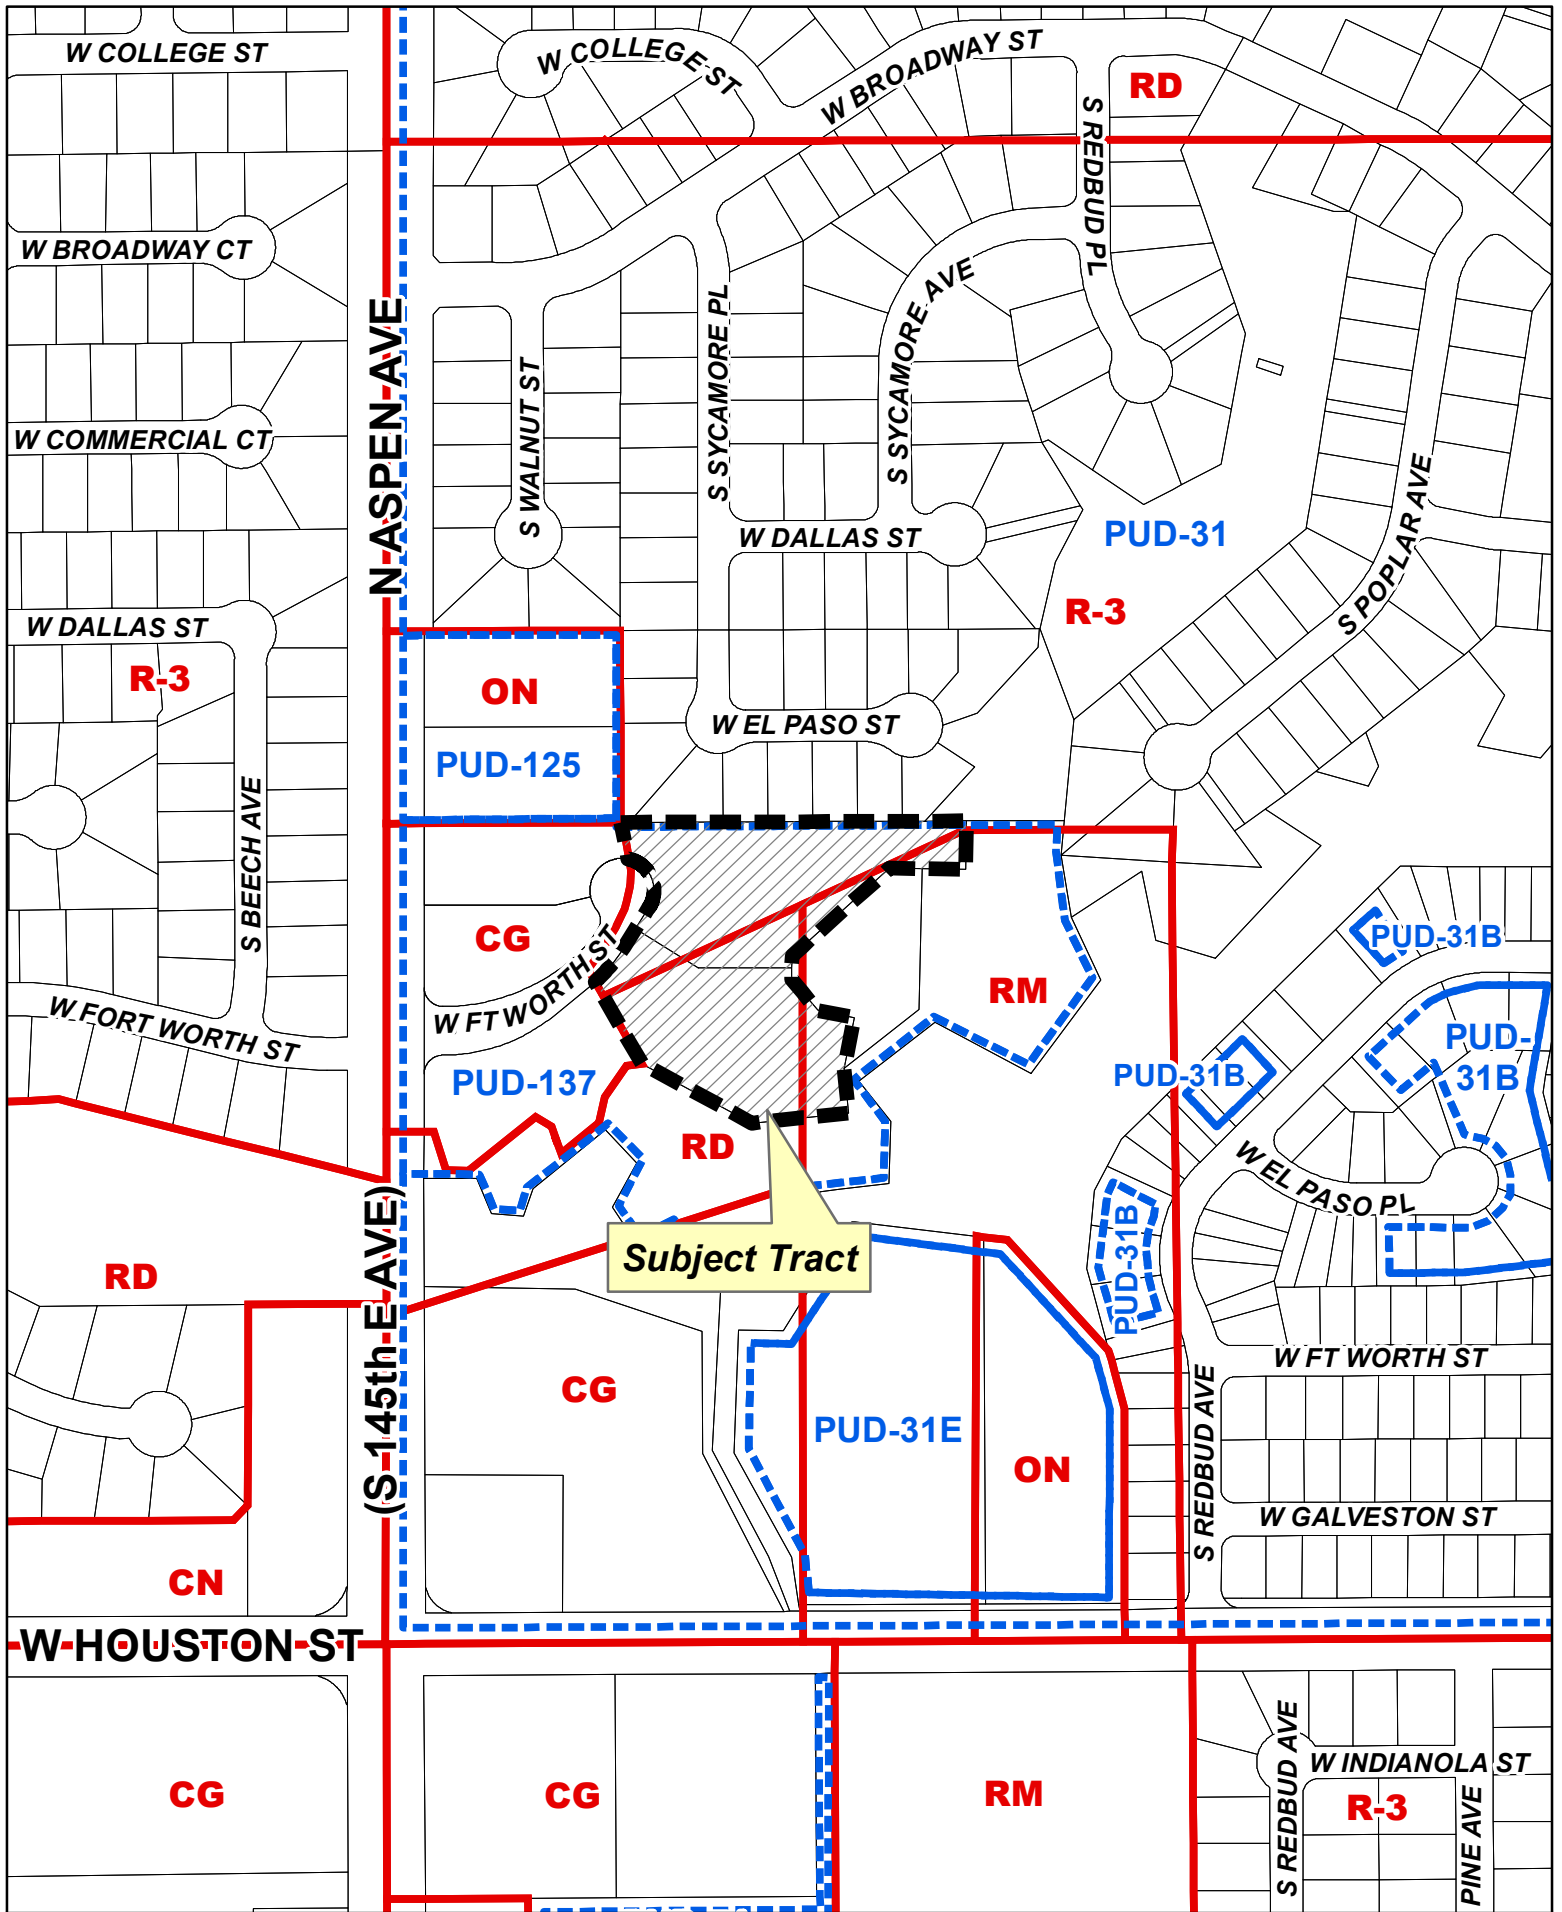 W COLLEGE ST
W COLLEGE ST
W BROADWAY ST
RD
S REDBUD PL
W BROADWAY CT
N ASPEN AVE
S SYCAMORE PL
S SYCAMORE AVE
S WALNUT ST
W COMMERCIAL CT
S POPLAR AVE
W DALLAS ST
PUD-31
R-3
W DALLAS ST
R-3
ON
W EL PASO ST
PUD-125
S BEECH AVE
CG
PUD-31B
RM
W FT WORTH ST
W FORT WORTH ST
PUD-
31B
PUD-137
PUD-31B
RD
W EL PASO PL
(S 145th E AVE)
PUD-31B
Subject Tract
RD
W FT WORTH ST
CG
PUD-31E
ON
S REDBUD AVE
W GALVESTON ST
CN
W HOUSTON ST
CG
CG
RM
S REDBUD AVE
W INDIANOLA ST
R-3
PINE AVE